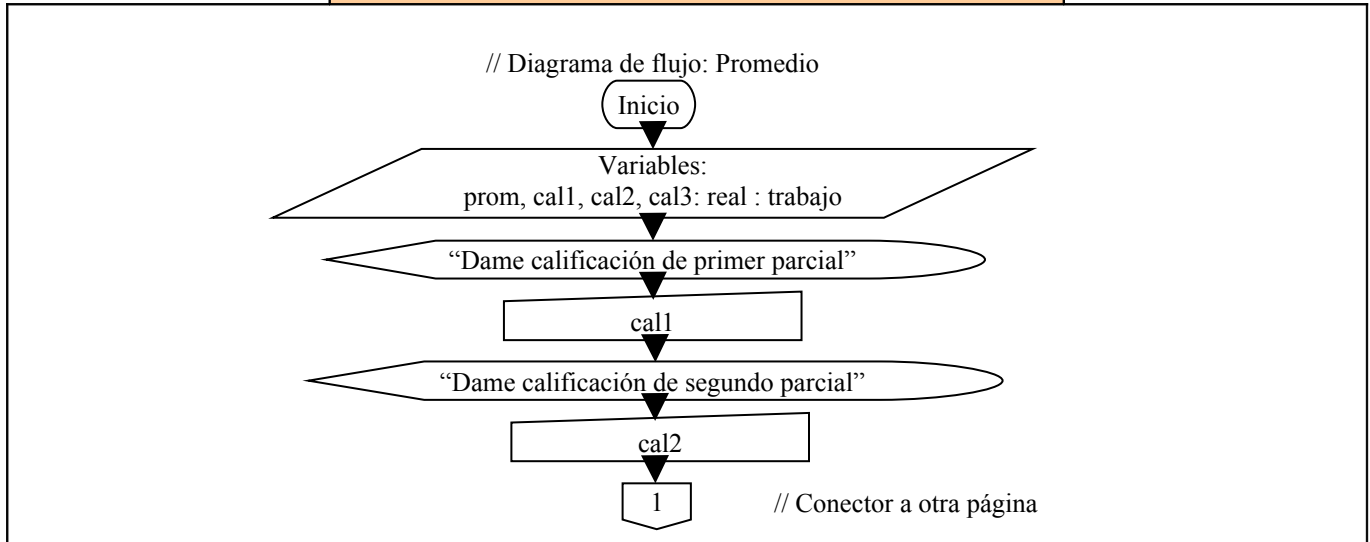 // Diagrama de flujo: Promedio
Inicio
Variables:
prom, cal1, cal2, cal3: real : trabajo
“Dame calificación de primer parcial”
cal1
“Dame calificación de segundo parcial”
cal2
1 // Conector a otra página